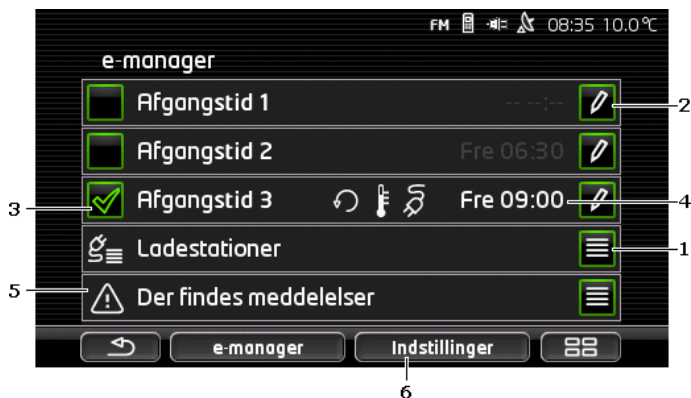 FM 08:35 10.0°C
e-manager
Afgangstid 1 -- --:-- 2
Afgangstid 2 Fre 06:30
3 Afgangstid 3 Fre 09:00 4
Ladestationer 1
5 Der findes meddelelser
e-manager Indstillinger
6